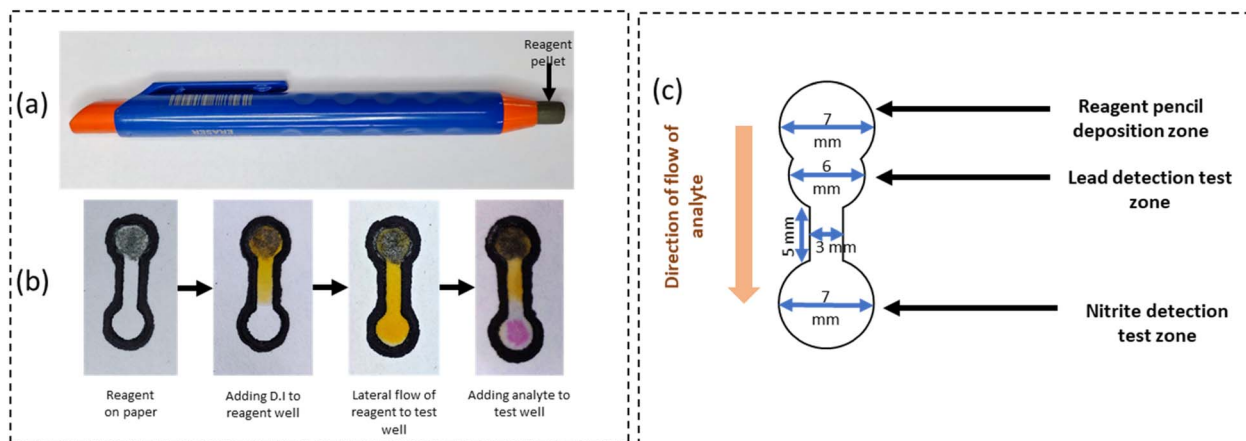 (a)
Reagent
pellet
ERASER
(b)
Reagent
on paper
Adding D.I to
reagent well
Lateral flow of
reagent to test
well
Adding analyte to
test well
(c)
Direction of flow of
analyte
7
mm
6
mm
5 mm
3 mm
7
mm
Reagent pencil
deposition zone
Lead detection test
zone
Nitrite detection
test zone